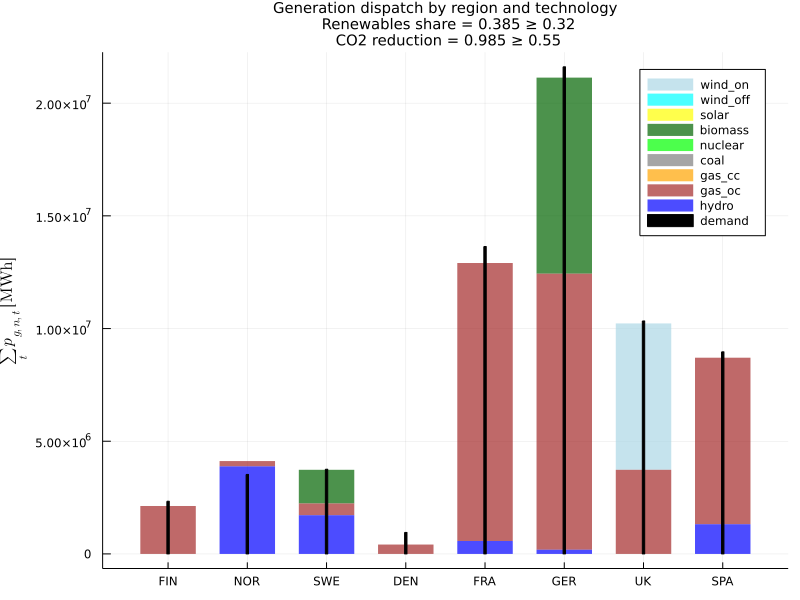 Generation dispatch by region and technology
Renewables share = 0.385 ≥ 0.32
CO2 reduction = 0.985 ≥ 0.55
∑ₜ p g, n, t [MWh]
2.00×10⁷
1.50×10⁷
1.00×10⁷
5.00×10⁶
0
wind_on
wind_off
solar
biomass
nuclear
coal
gas_cc
gas_oc
hydro
demand
FIN NOR SWE DEN FRA GER UK SPA